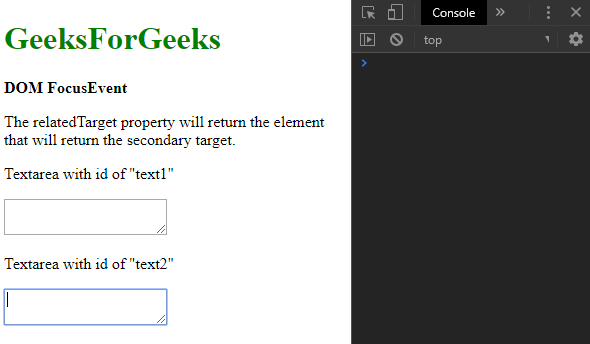 GeeksForGeeks
DOM FocusEvent
The relatedTarget property will return the element
that will return the secondary target.
Textarea with id of "text1"
Textarea with id of "text2"
Console
top